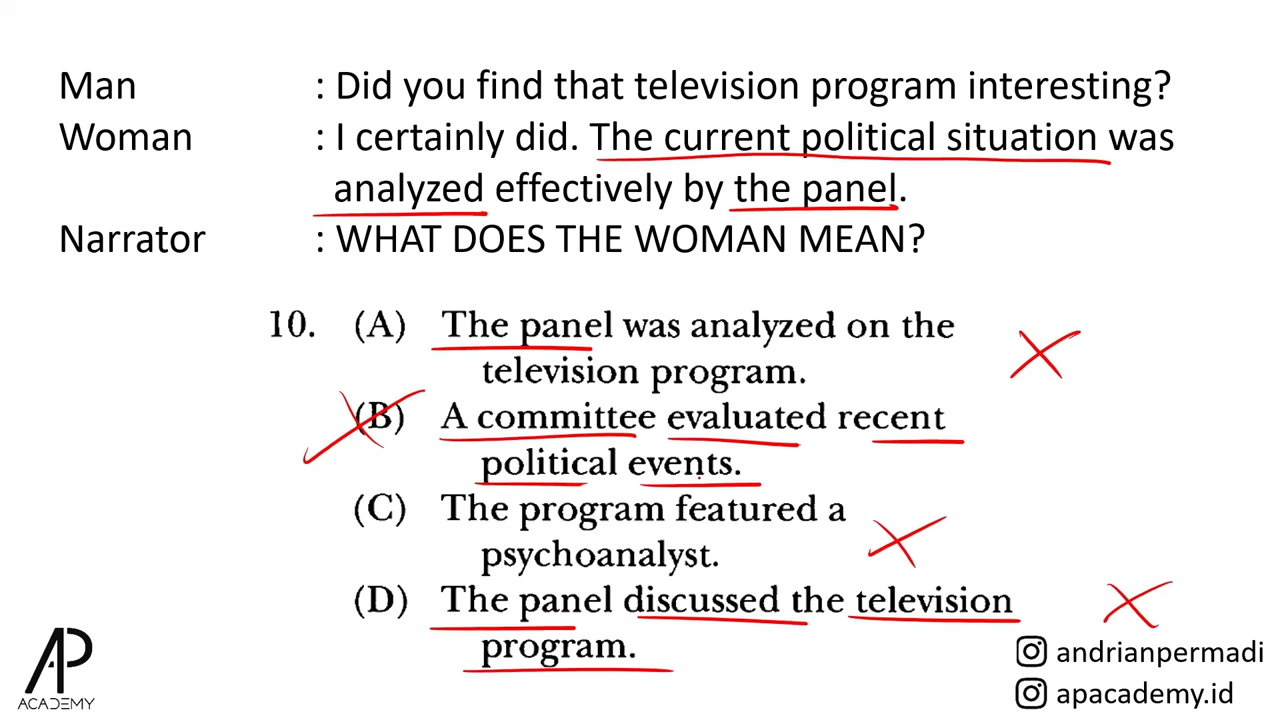 Man : Did you find that television program interesting?
Woman : I certainly did. The current political situation was
analyzed effectively by the panel.
Narrator : WHAT DOES THE WOMAN MEAN?
10. (A) The panel was analyzed on the
television program.
(B) A committee evaluated recent
political events.
(C) The program featured a
psychoanalyst.
(D) The panel discussed the television
program.
AP
ACADEMY
andrianpermadi
apacademy.id